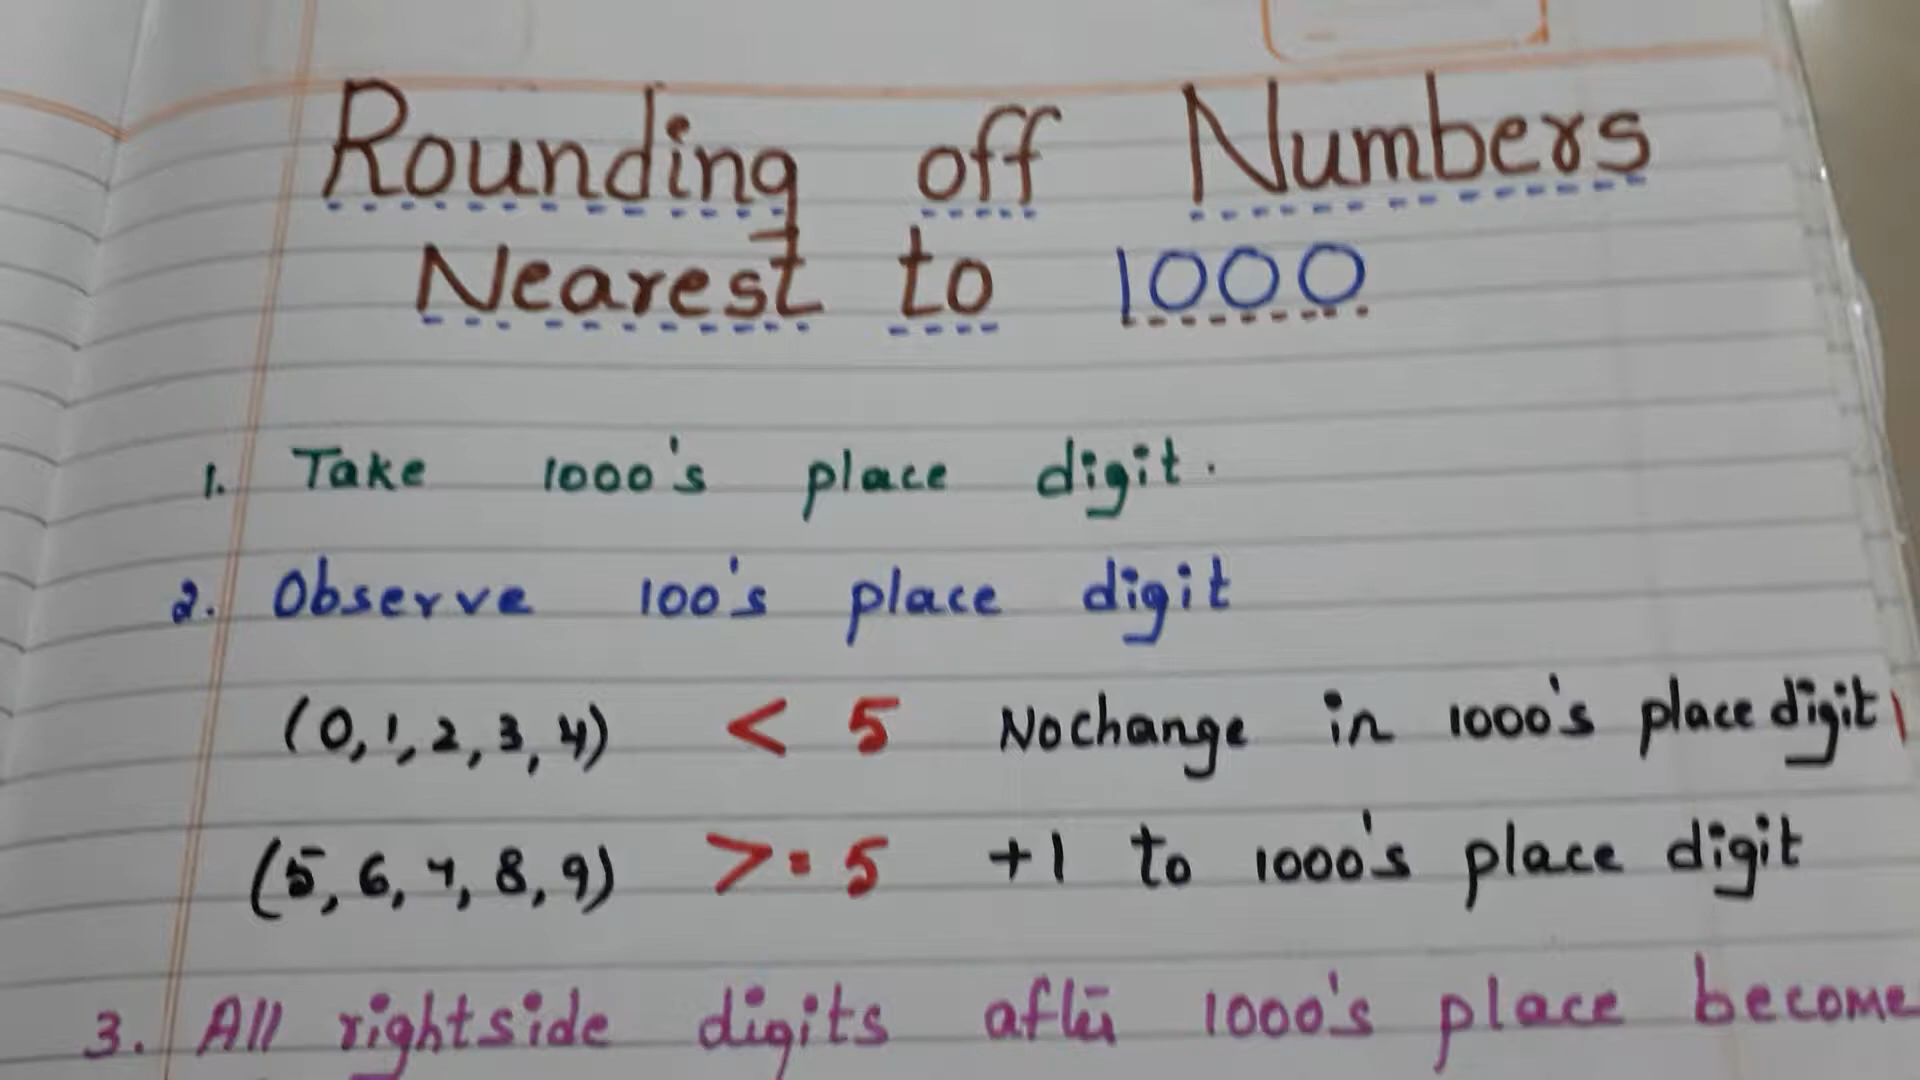 Rounding off Numbers
Nearest to 1000
1. Take 1000's place digit.
2. Observe 100's place digit
(0,1,2,3,4) < 5 Nochange in 1000's place digit
(5,6,7,8,9) >= 5 +1 to 1000's place digit
3. All rightside digits after 1000's place become